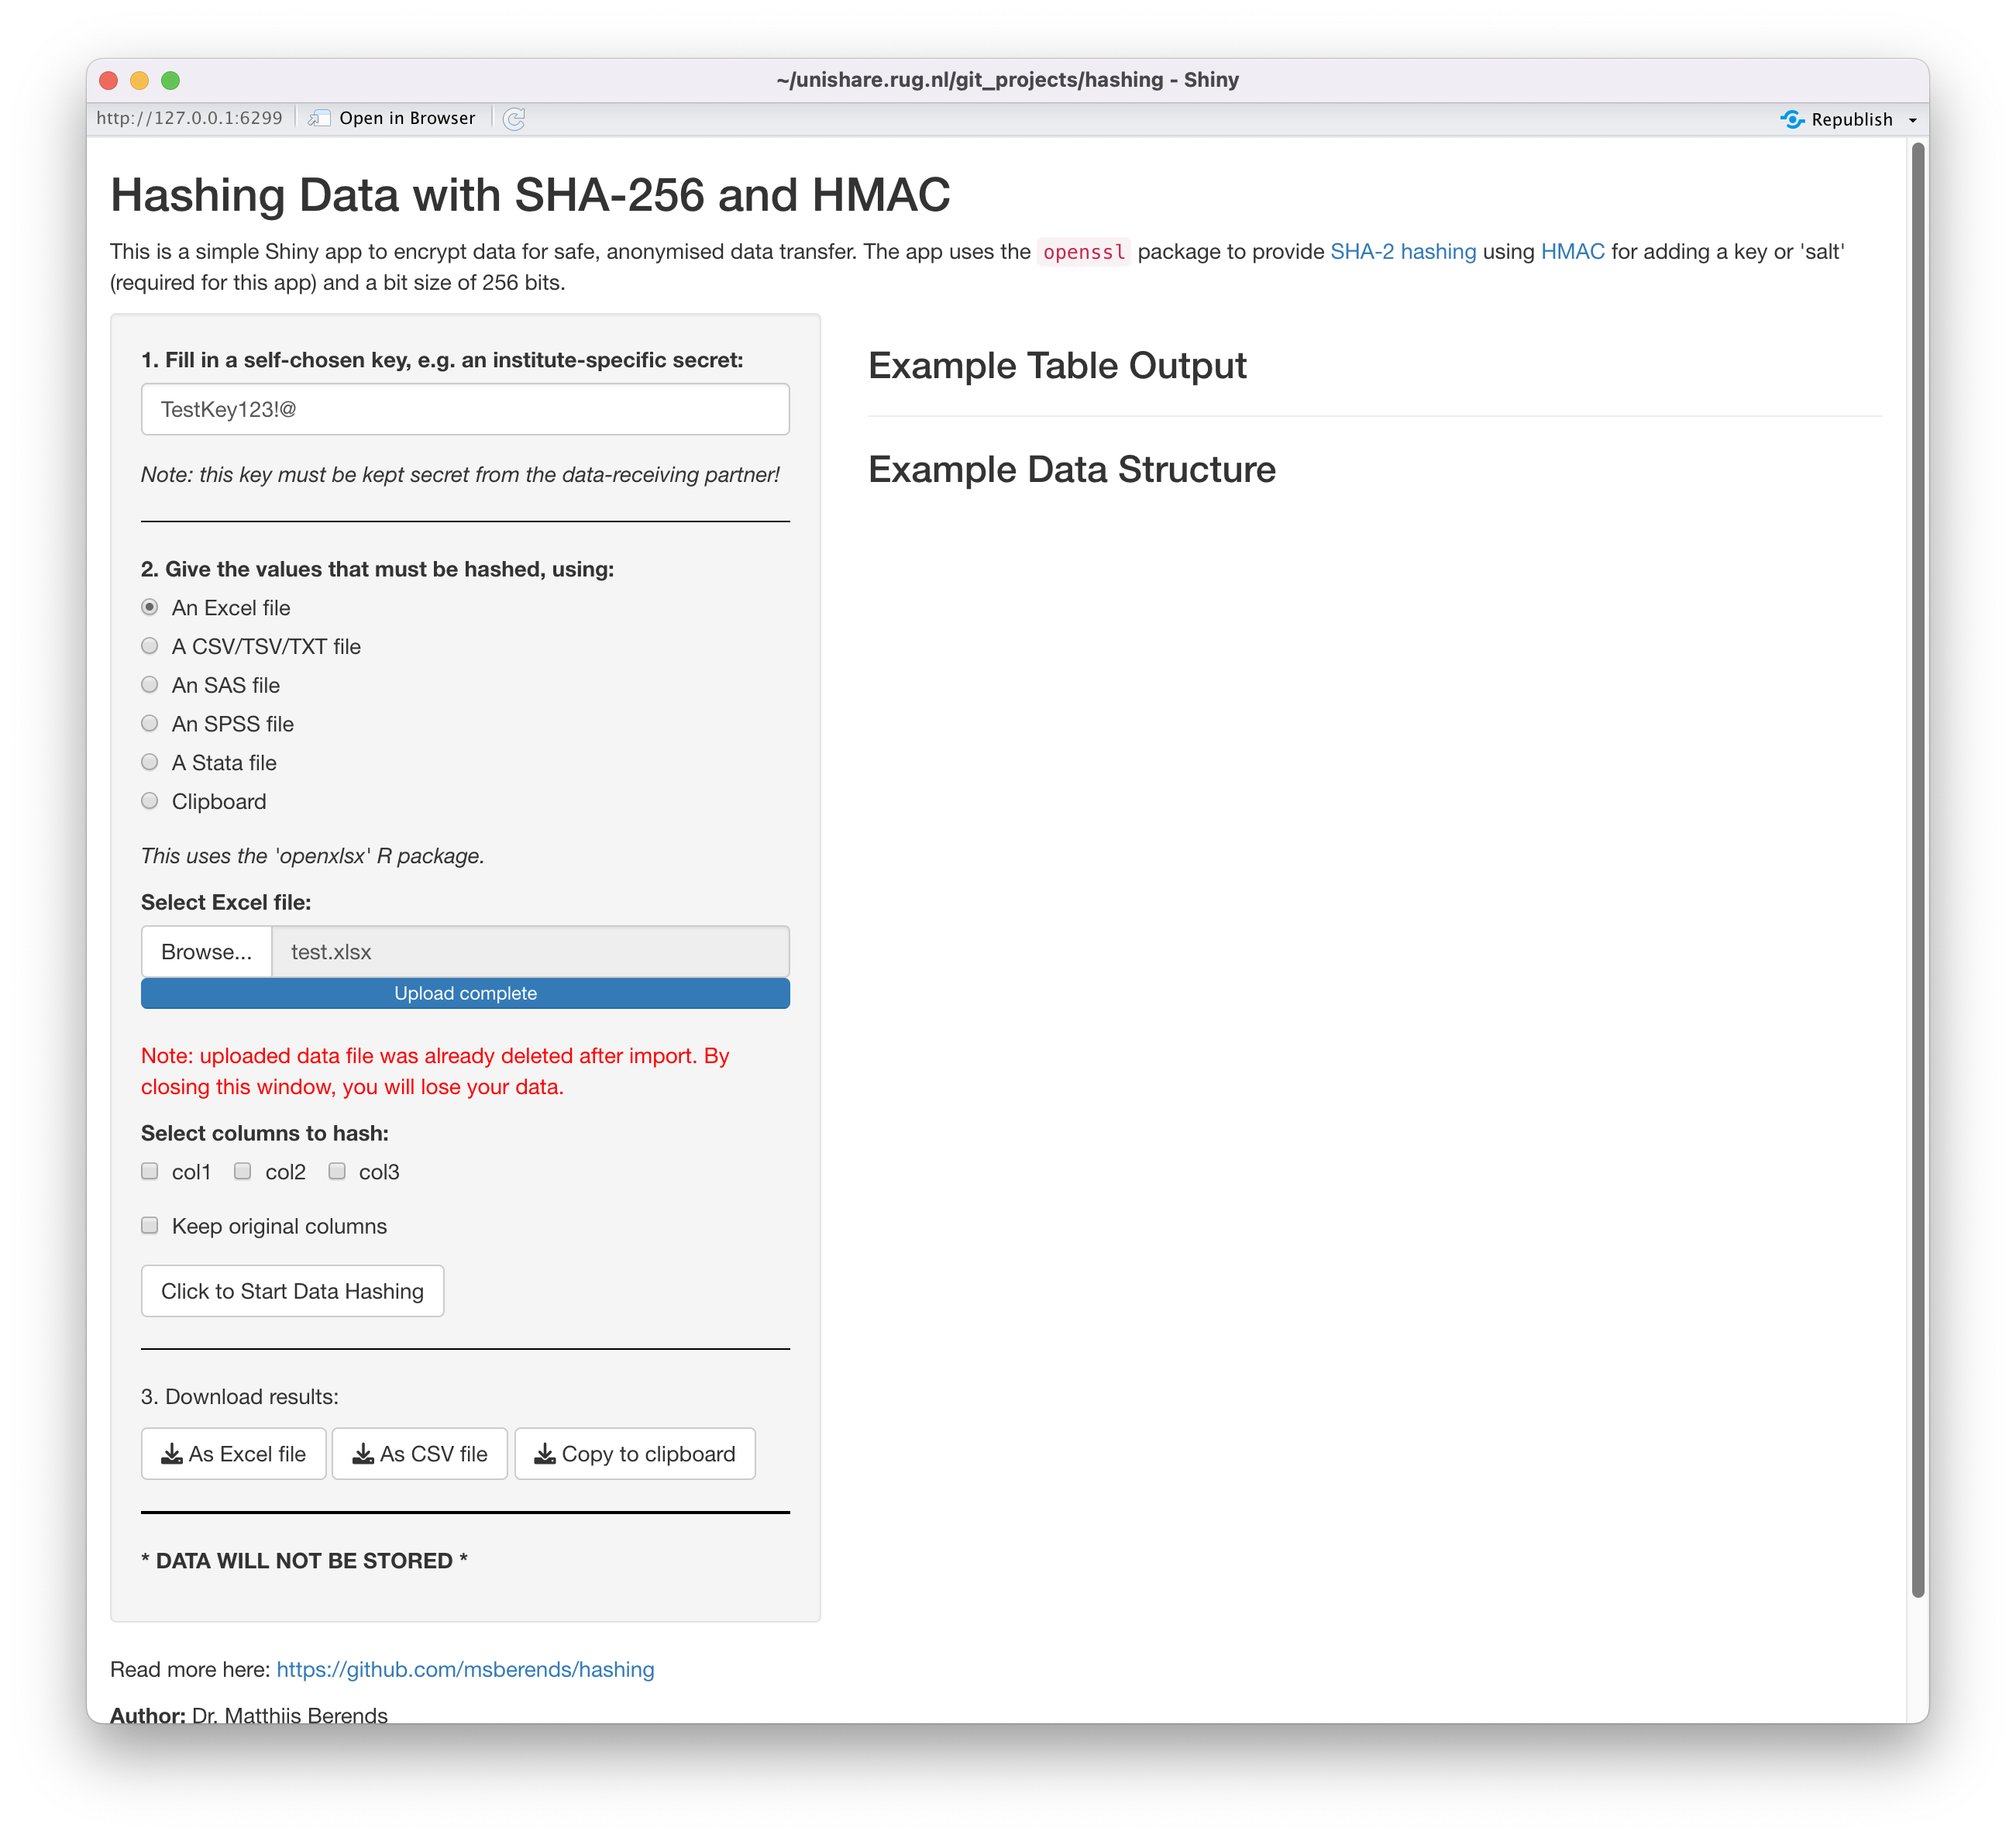 ~/unishare.rug.nl/git_projects/hashing - Shiny
http://127.0.0.1:6299
Open in Browser
Republish
Hashing Data with SHA-256 and HMAC
This is a simple Shiny app to encrypt data for safe, anonymised data transfer. The app uses the openssl package to provide SHA-2 hashing using HMAC for adding a key or 'salt'
(required for this app) and a bit size of 256 bits.
1. Fill in a self-chosen key, e.g. an institute-specific secret:
TestKey123!@
Note: this key must be kept secret from the data-receiving partner!
2. Give the values that must be hashed, using:
An Excel file
A CSV/TSV/TXT file
An SAS file
An SPSS file
A Stata file
Clipboard
This uses the 'openxlsx' R package.
Select Excel file:
Browse... test.xlsx
Upload complete
Note: uploaded data file was already deleted after import. By
closing this window, you will lose your data.
Select columns to hash:
col1 col2 col3
Keep original columns
Click to Start Data Hashing
3. Download results:
As Excel file As CSV file Copy to clipboard
* DATA WILL NOT BE STORED *
Example Table Output
Example Data Structure
Read more here: https://github.com/msberends/hashing
Author: Dr. Matthijs Berends